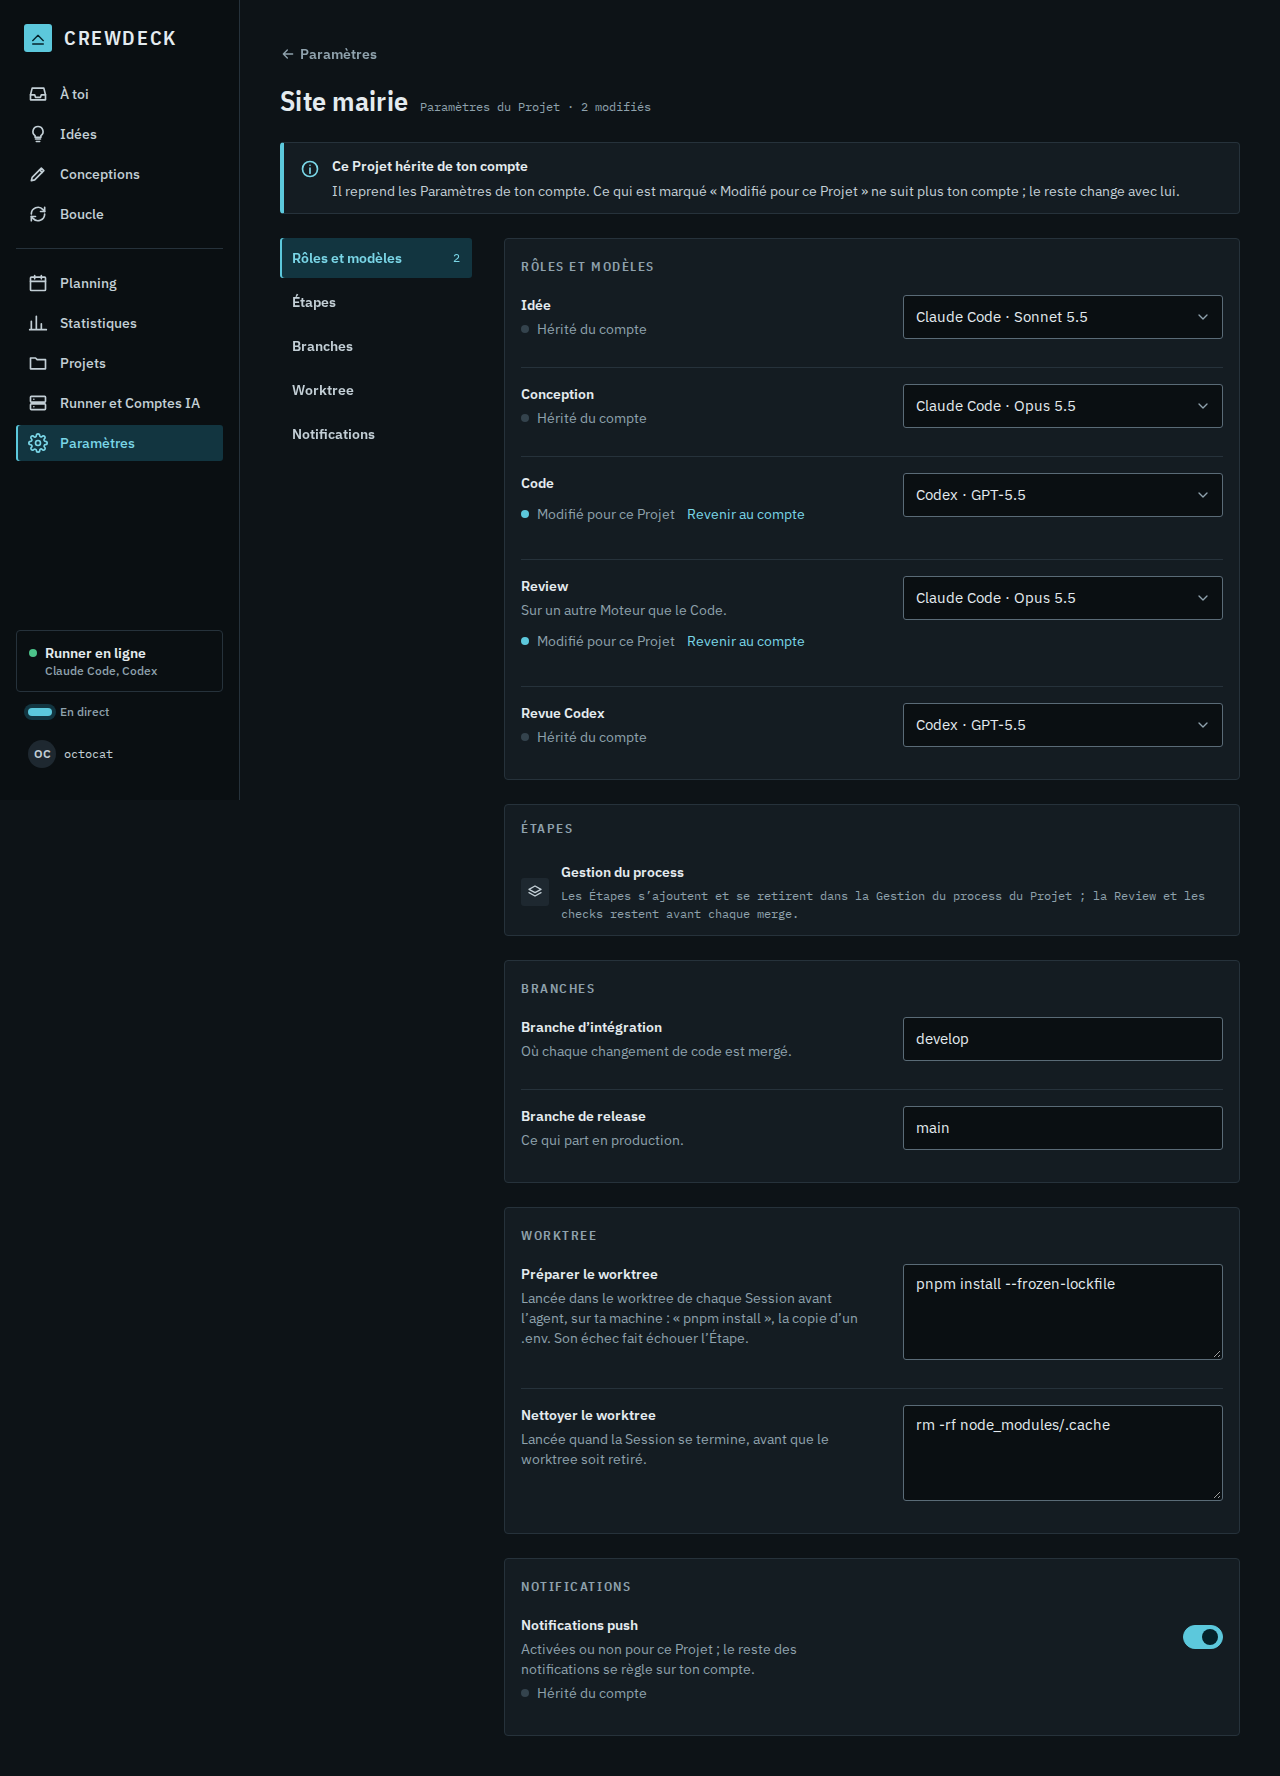 CREWDECK
À toi
Idées
Conceptions
Boucle
Planning
Statistiques
Projets
Runner et Comptes IA
Paramètres
Runner en ligne
Claude Code, Codex
En direct
OC octocat
← Paramètres
Site mairie Paramètres du Projet · 2 modifiés
Ce Projet hérite de ton compte
Il reprend les Paramètres de ton compte. Ce qui est marqué « Modifié pour ce Projet » ne suit plus ton compte ; le reste change avec lui.
Rôles et modèles 2
Étapes
Branches
Worktree
Notifications
RÔLES ET MODÈLES
Idée
Hérité du compte
Claude Code · Sonnet 5.5
Conception
Hérité du compte
Claude Code · Opus 5.5
Code
Modifié pour ce Projet Revenir au compte
Codex · GPT-5.5
Review
Sur un autre Moteur que le Code.
Modifié pour ce Projet Revenir au compte
Claude Code · Opus 5.5
Revue Codex
Hérité du compte
Codex · GPT-5.5
ÉTAPES
Gestion du process
Les Étapes s’ajoutent et se retirent dans la Gestion du process du Projet ; la Review et les
checks restent avant chaque merge.
BRANCHES
Branche d’intégration
Où chaque changement de code est mergé.
develop
Branche de release
Ce qui part en production.
main
WORKTREE
Préparer le worktree
Lancée dans le worktree de chaque Session avant
l’agent, sur ta machine : « pnpm install », la copie d’un
.env. Son échec fait échouer l’Étape.
pnpm install --frozen-lockfile
Nettoyer le worktree
Lancée quand la Session se termine, avant que le
worktree soit retiré.
rm -rf node_modules/.cache
NOTIFICATIONS
Notifications push
Activées ou non pour ce Projet ; le reste des
notifications se règle sur ton compte.
Hérité du compte